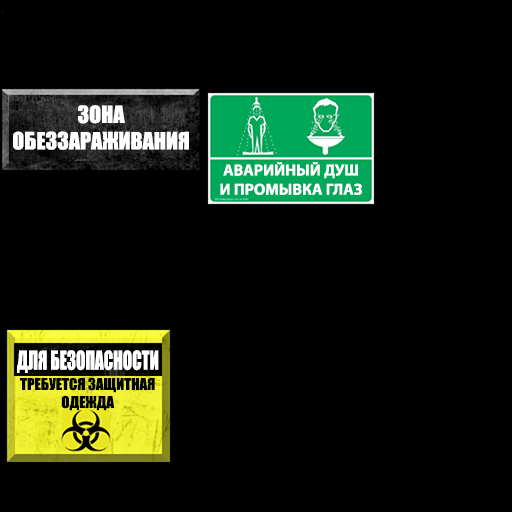 ЗОНА
ОБЕЗЗАРАЖИВАНИЯ
АВАРИЙНЫЙ ДУШ
И ПРОМЫВКА ГЛАЗ
ДЛЯ БЕЗОПАСНОСТИ
ТРЕБУЕТСЯ ЗАЩИТНАЯ
ОДЕЖДА